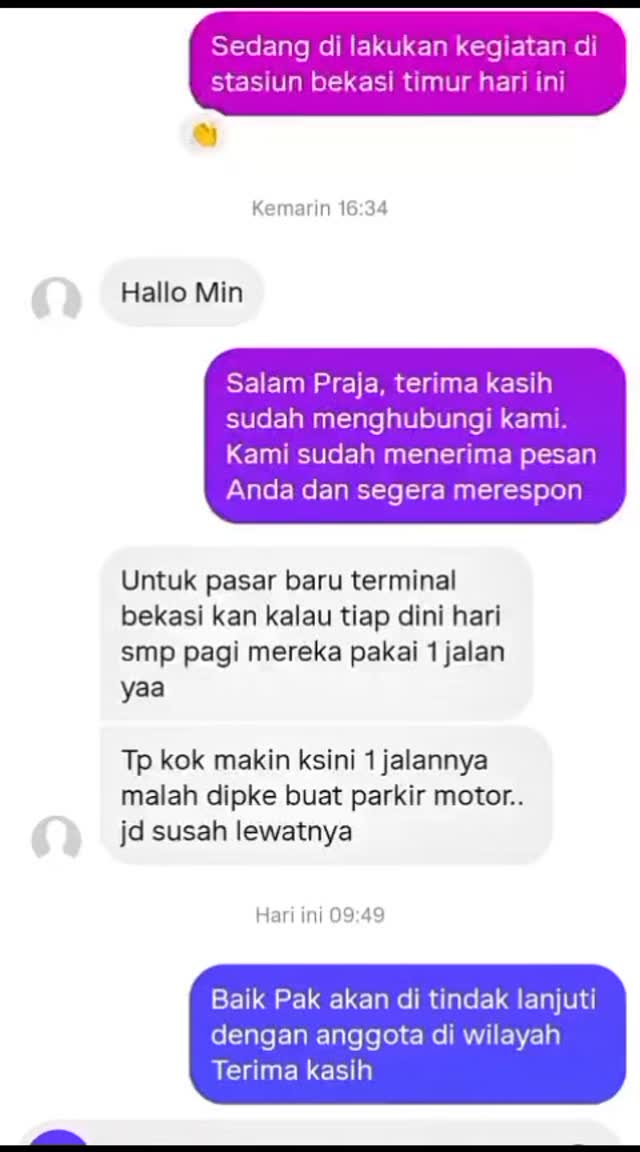 Sedang di lakukan kegiatan di
stasiun bekasi timur hari ini
Kemarin 16:34
Hallo Min
Salam Praja, terima kasih
sudah menghubungi kami.
Kami sudah menerima pesan
Anda dan segera merespon
Untuk pasar baru terminal
bekasi kan kalau tiap dini hari
smp pagi mereka pakai 1 jalan
yaa
Tp kok makin ksini 1 jalannya
malah dipke buat parkir motor..
jd susah lewatnya
Hari ini 09:49
Baik Pak akan di tindak lanjuti
dengan anggota di wilayah
Terima kasih